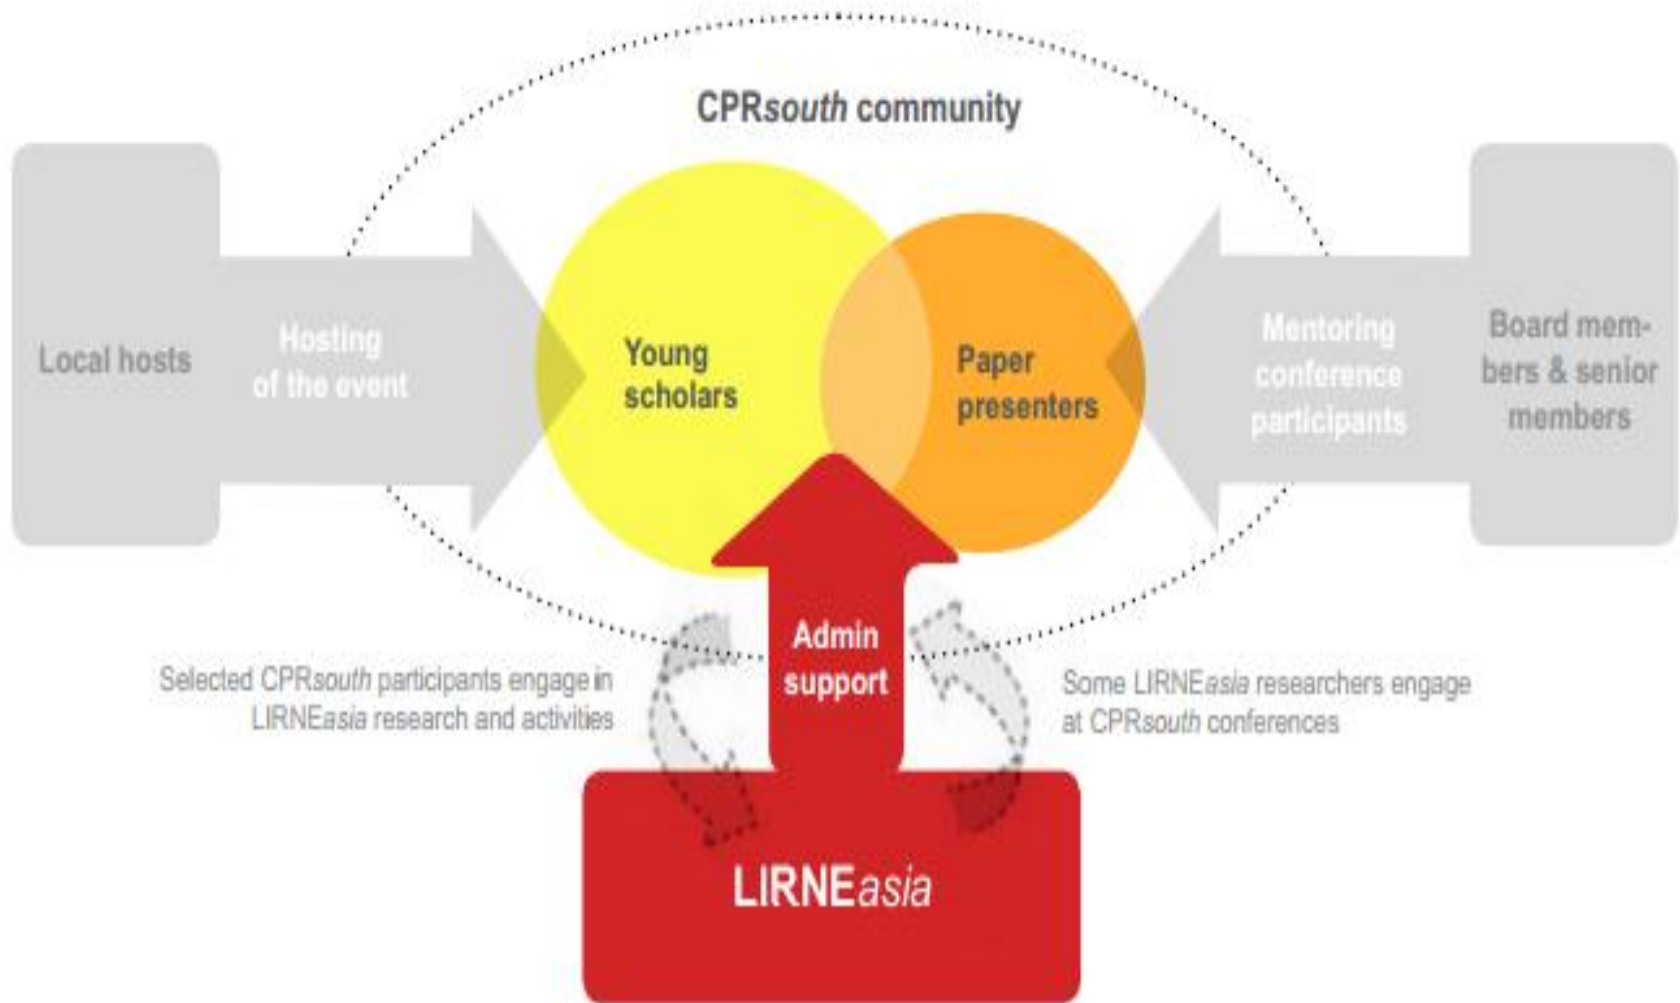 CPRsouth community
Local hosts
Hosting
of the event
Young
scholars
Paper
presenters
Mentoring
conference
participants
Board mem-
bers & senior
members
Admin
support
Selected CPRsouth participants engage in
LIRNEasia research and activities
Some LIRNEasia researchers engage
at CPRsouth conferences
LIRNEasia